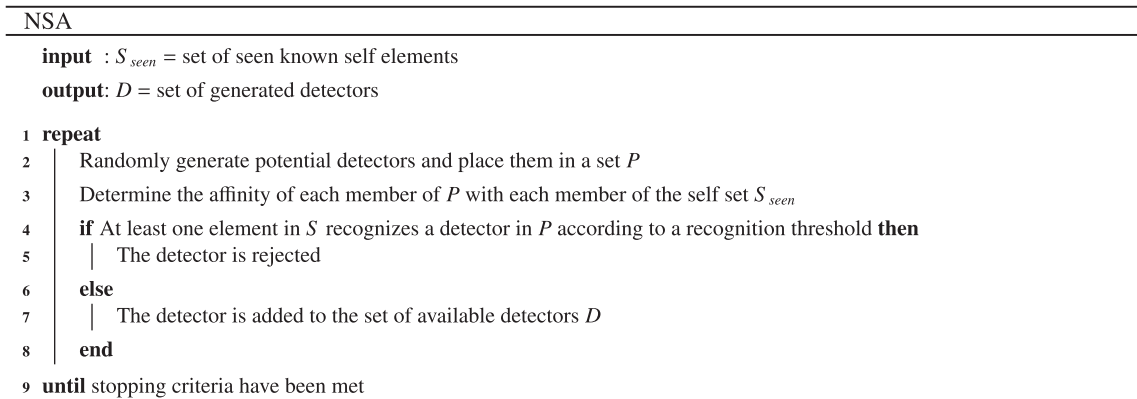 NSA
input : S seen = set of seen known self elements
output: D = set of generated detectors
1 repeat
2 Randomly generate potential detectors and place them in a set P
3 Determine the affinity of each member of P with each member of the self set S seen
4 if At least one element in S recognizes a detector in P according to a recognition threshold then
5 The detector is rejected
6 else
7 The detector is added to the set of available detectors D
8 end
9 until stopping criteria have been met